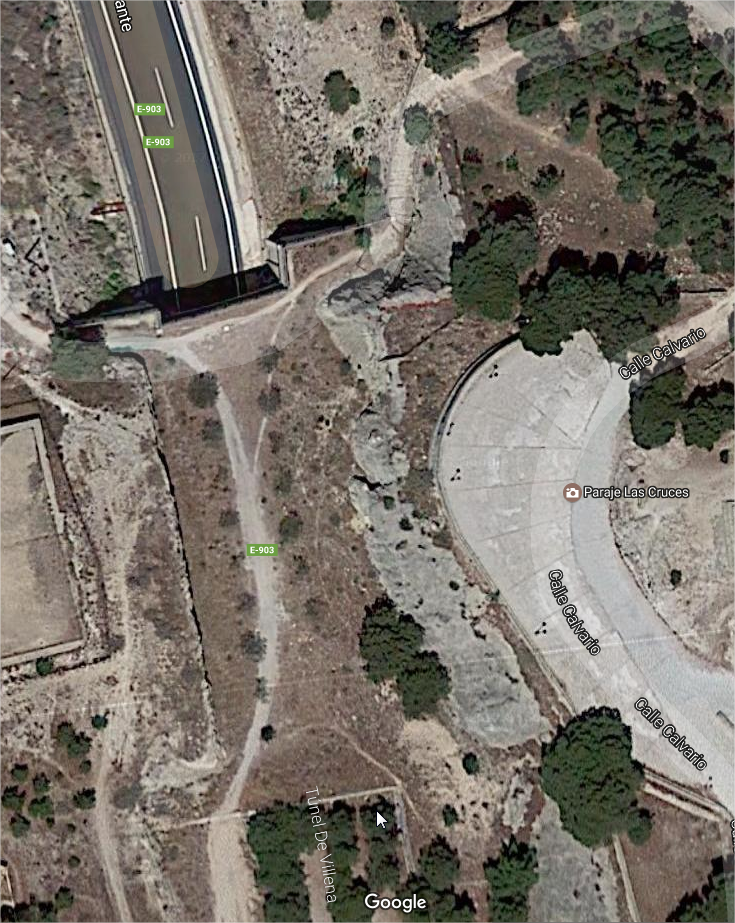 ante
E-903
E-903
Calle Calvario
Paraje Las Cruces
E-903
Calle Calvario
Calle Calvario
Túnel De Villena
Google